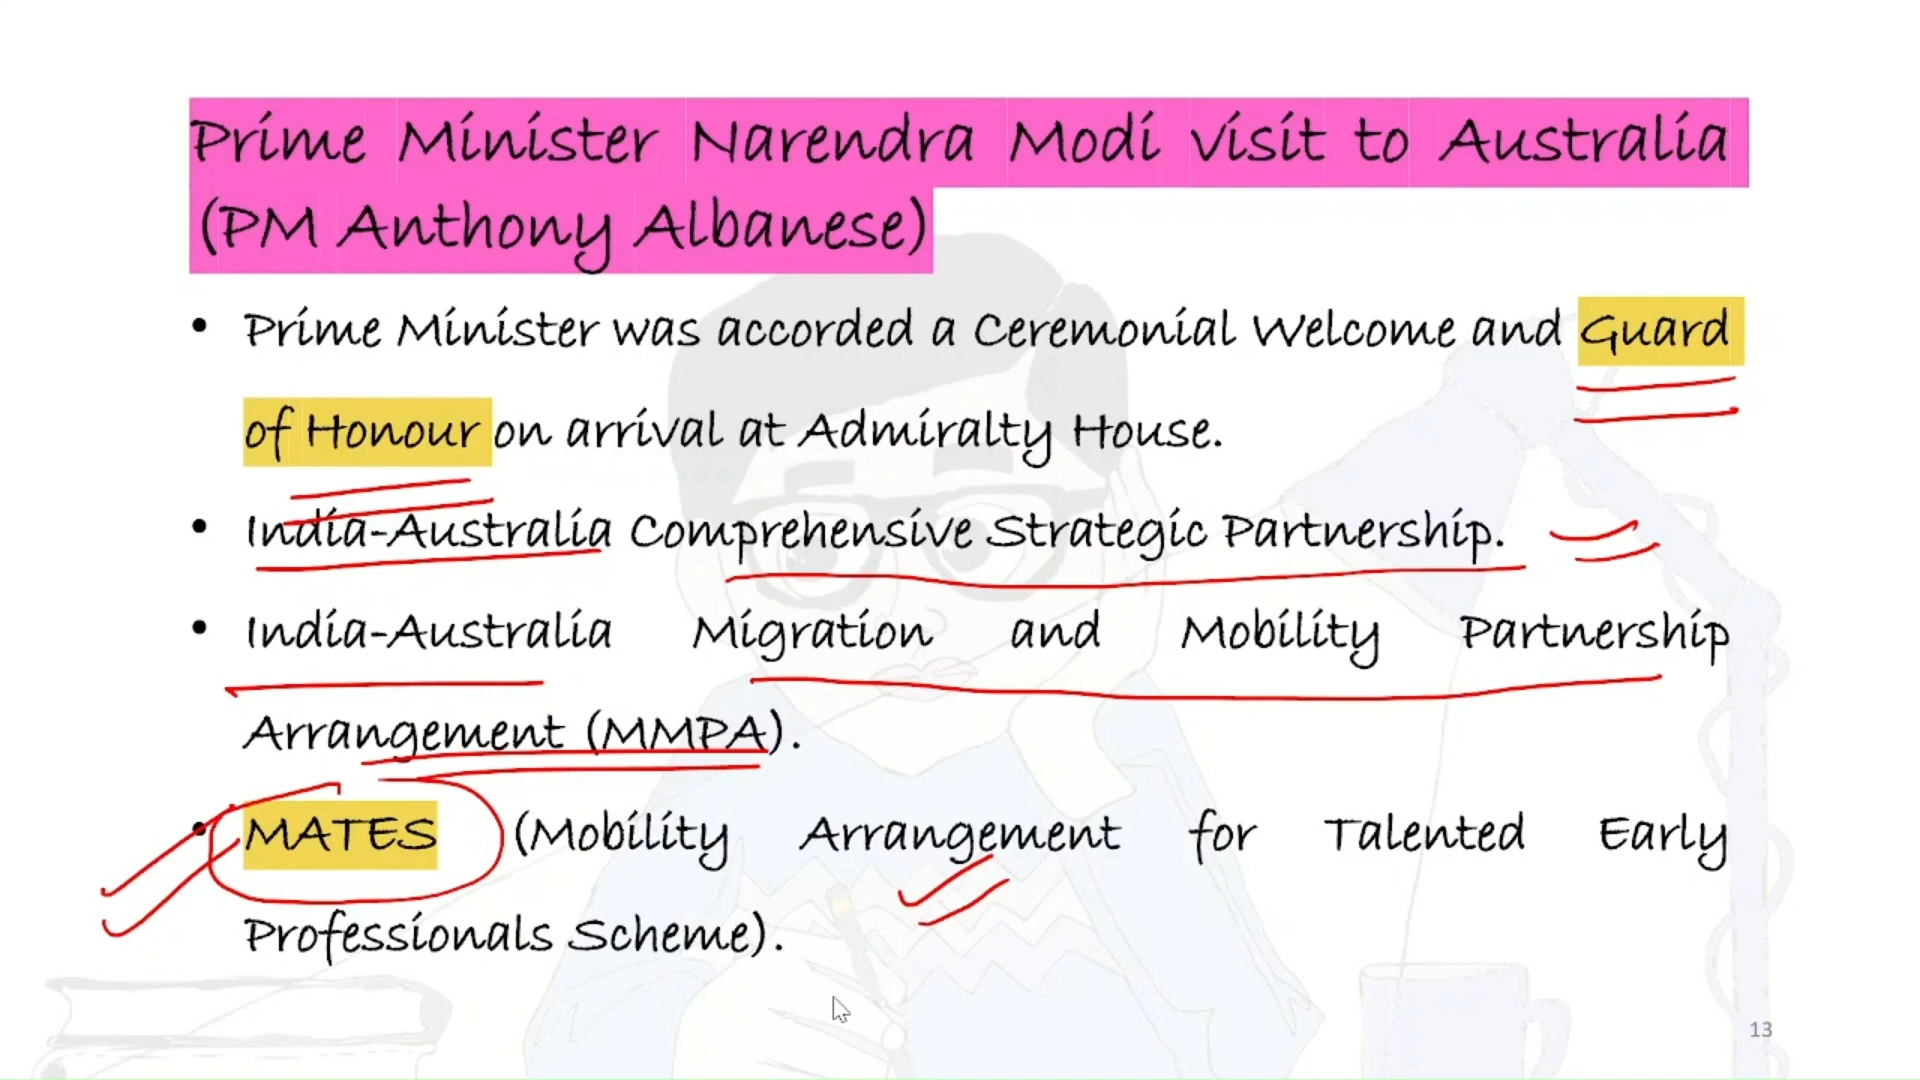 Prime Minister Narendra Modi visit to Australia
(PM Anthony Albanese)
• Prime Minister was accorded a Ceremonial Welcome and Guard
of Honour on arrival at Admiralty House.
• India-Australia Comprehensive Strategic Partnership.
• India-Australia Migration and Mobility Partnership
Arrangement (MMPA).
• MATES (Mobility Arrangement for Talented Early
Professionals Scheme).
13